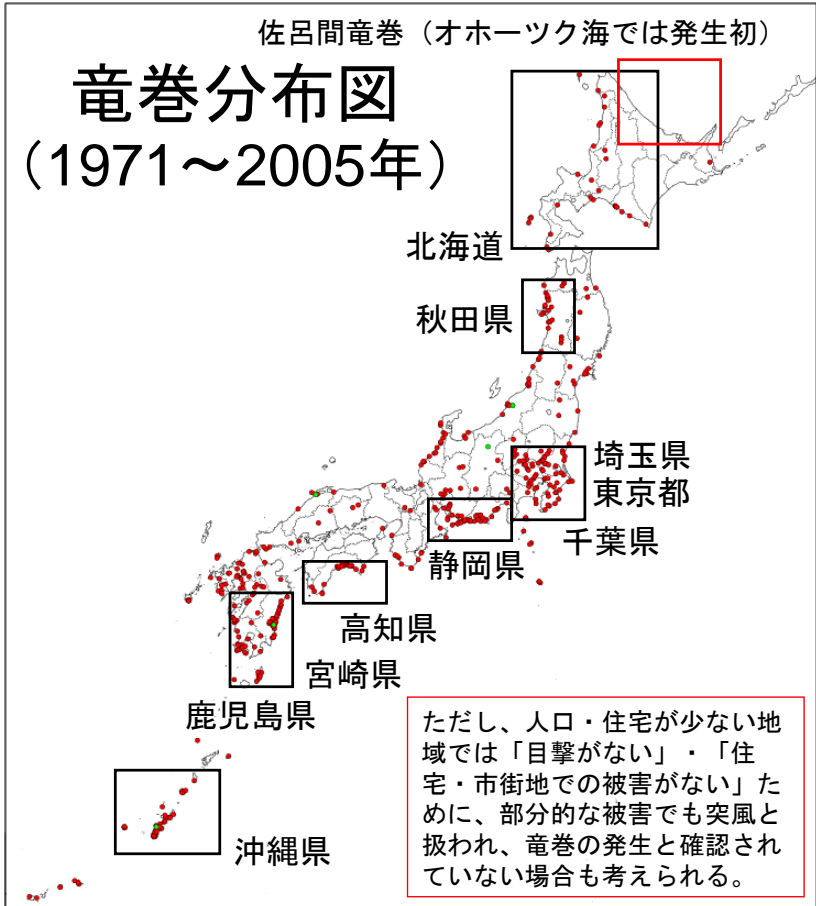 佐呂間竜巻（オホーツク海では発生初）
竜巻分布図
（1971～2005年）
北海道
秋田県
埼玉県
東京都
千葉県
静岡県
高知県
宮崎県
鹿児島県
沖縄県
ただし、人口・住宅が少ない地
域では「目撃がない」・「住
宅・市街地での被害がない」た
めに、部分的な被害でも突風と
扱われ、竜巻の発生と確認され
ていない場合も考えられる。